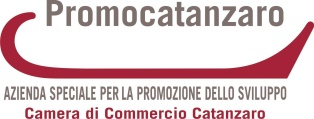 Promocatanzaro
AZIENDA SPECIALE PER LA PROMOZIONE DELLO SVILUPPO
Camera di Commercio Catanzaro